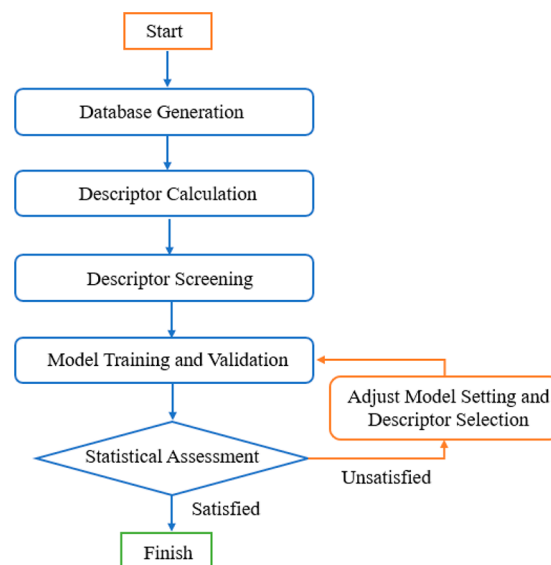 Start
Database Generation
Descriptor Calculation
Descriptor Screening
Model Training and Validation
Adjust Model Setting and
Descriptor Selection
Statistical Assessment
Unsatisfied
Satisfied
Finish